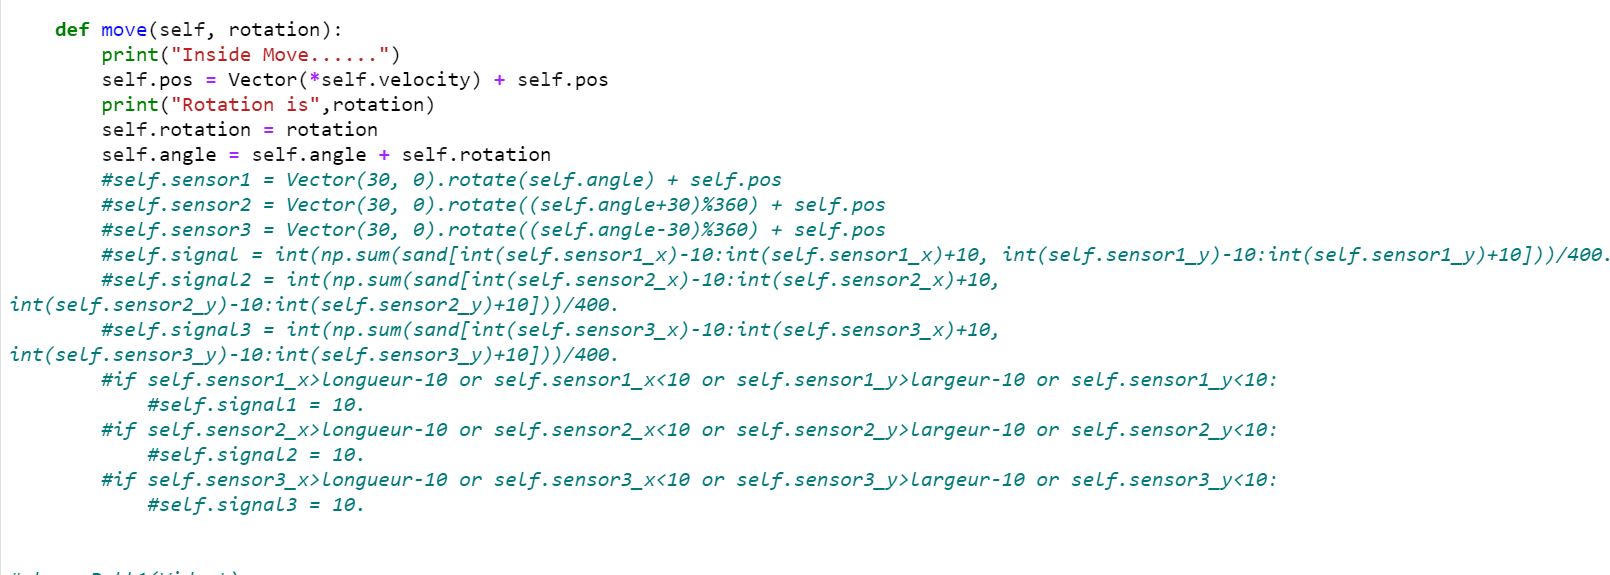 def move(self, rotation):
print("Inside Move......")
self.pos = Vector(*self.velocity) + self.pos
print("Rotation is",rotation)
self.rotation = rotation
self.angle = self.angle + self.rotation
#self.sensor1 = Vector(30, 0).rotate(self.angle) + self.pos
#self.sensor2 = Vector(30, 0).rotate((self.angle+30)%360) + self.pos
#self.sensor3 = Vector(30, 0).rotate((self.angle-30)%360) + self.pos
#self.signal = int(np.sum(sand[int(self.sensor1_x)-10:int(self.sensor1_x)+10, int(self.sensor1_y)-10:int(self.sensor1_y)+10]))/400.
#self.signal2 = int(np.sum(sand[int(self.sensor2_x)-10:int(self.sensor2_x)+10,
int(self.sensor2_y)-10:int(self.sensor2_y)+10]))/400.
#self.signal3 = int(np.sum(sand[int(self.sensor3_x)-10:int(self.sensor3_x)+10,
int(self.sensor3_y)-10:int(self.sensor3_y)+10]))/400.
#if self.sensor1_x>longueur-10 or self.sensor1_x<10 or self.sensor1_y>largeur-10 or self.sensor1_y<10:
#self.signal1 = 10.
#if self.sensor2_x>longueur-10 or self.sensor2_x<10 or self.sensor2_y>largeur-10 or self.sensor2_y<10:
#self.signal2 = 10.
#if self.sensor3_x>longueur-10 or self.sensor3_x<10 or self.sensor3_y>largeur-10 or self.sensor3_y<10:
#self.signal3 = 10.